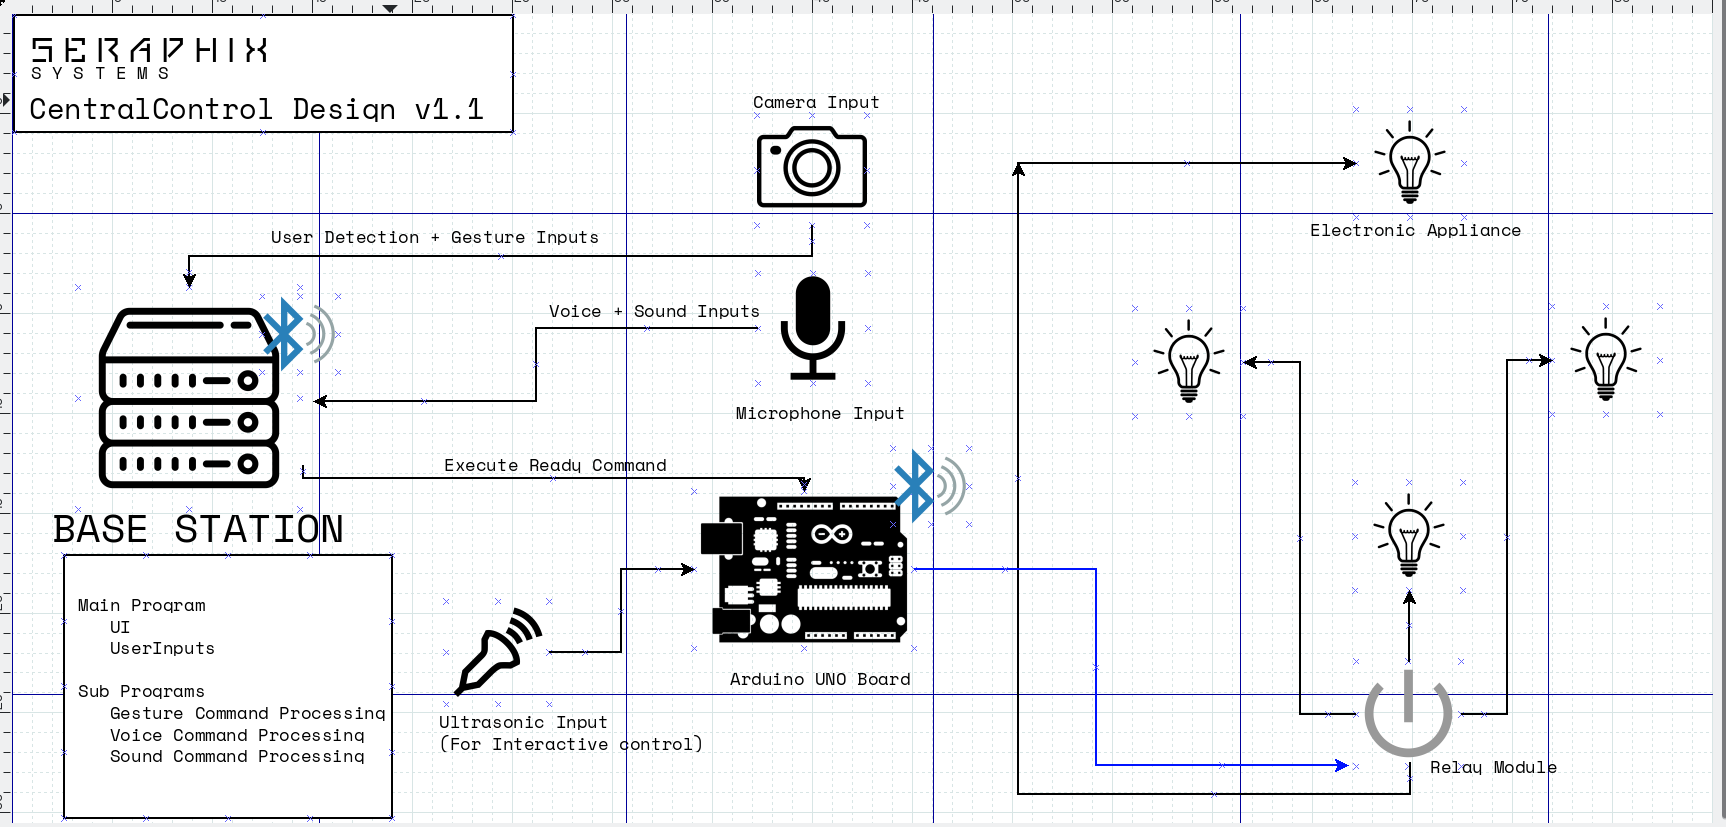 SERAPHIX
SYSTEMS
CentralControl Design v1.1
Camera Input
User Detection + Gesture Inputs
Electronic Appliance
Voice + Sound Inputs
Microphone Input
Execute Ready Command
BASE STATION
Main Program
UI
UserInputs
Sub Programs
Gesture Command Processing
Voice Command Processing
Sound Command Processing
Arduino UNO Board
Ultrasonic Input
(For Interactive control)
Relay Module